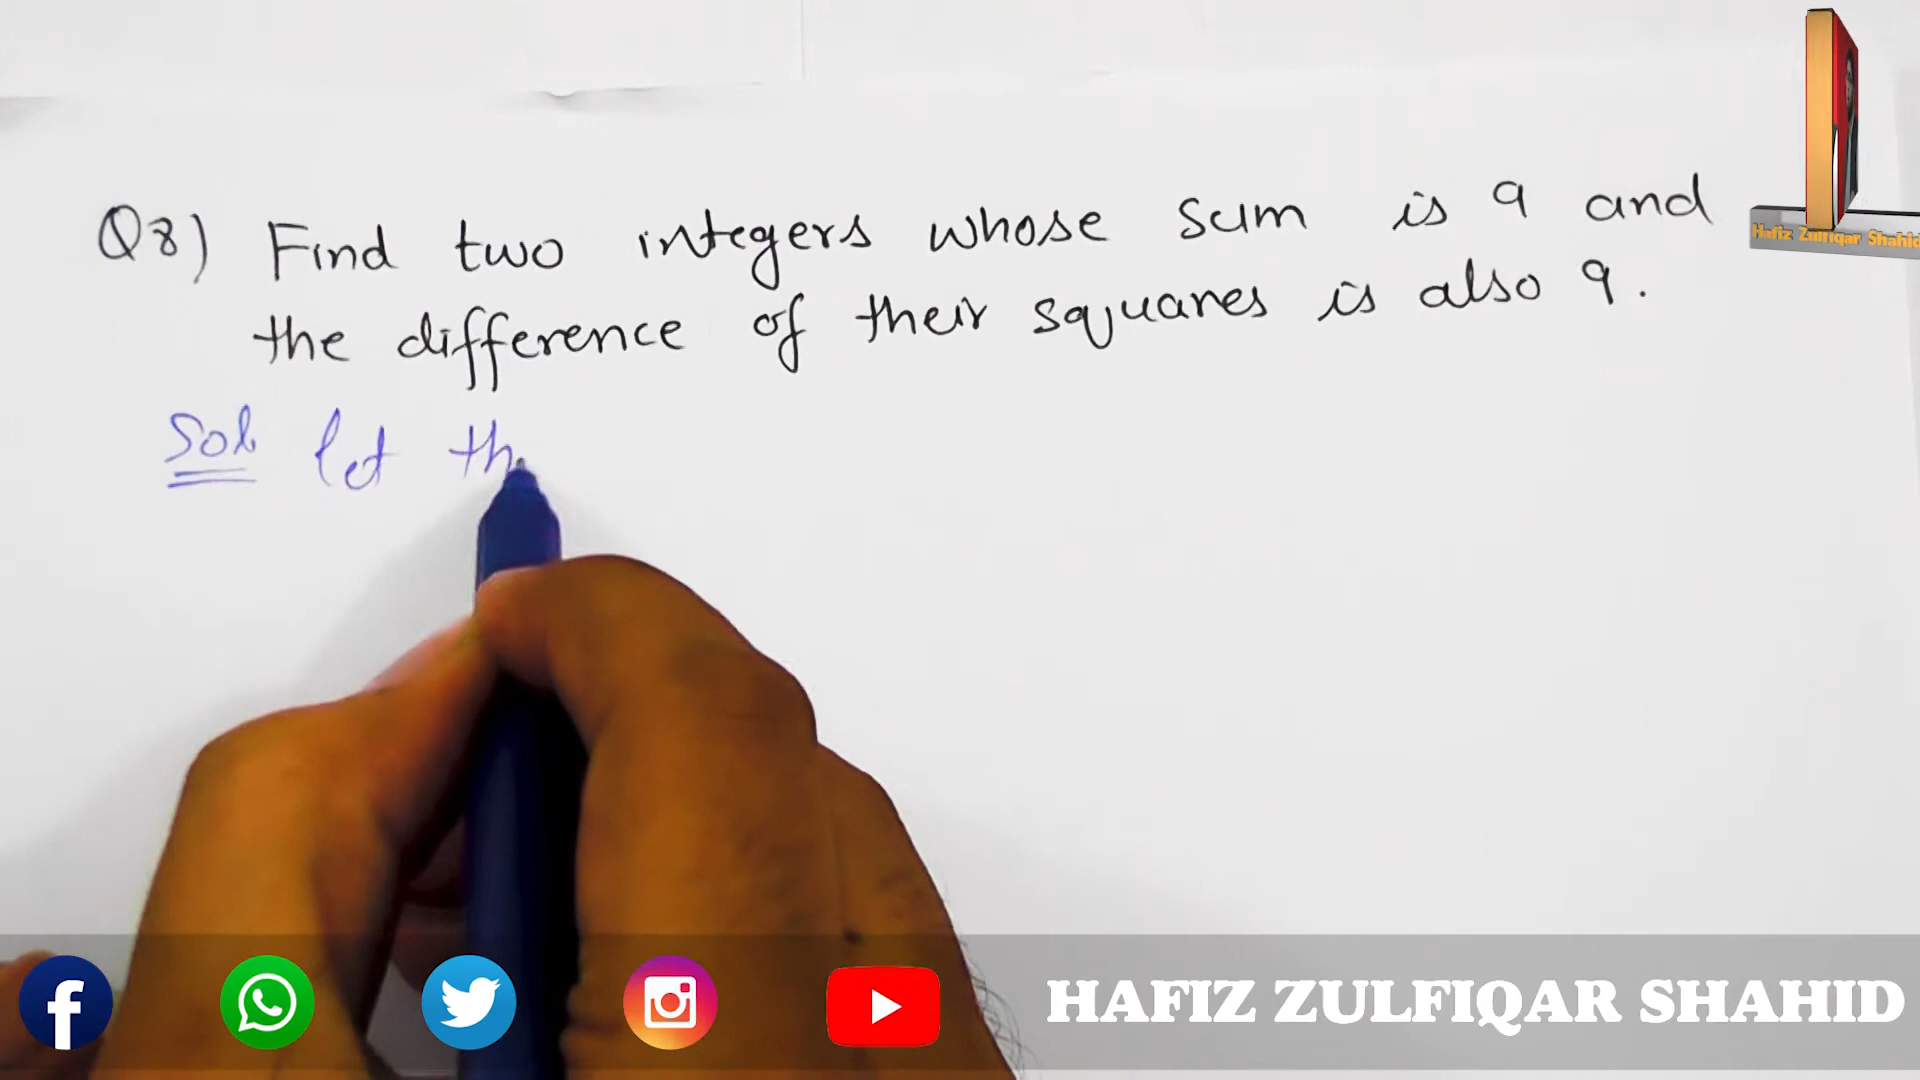 Q8) Find two integers whose sum is 9 and
the difference of their squares is also 9.
Sol let th
Hafiz Zulfiqar Shahid
HAFIZ ZULFIQAR SHAHID